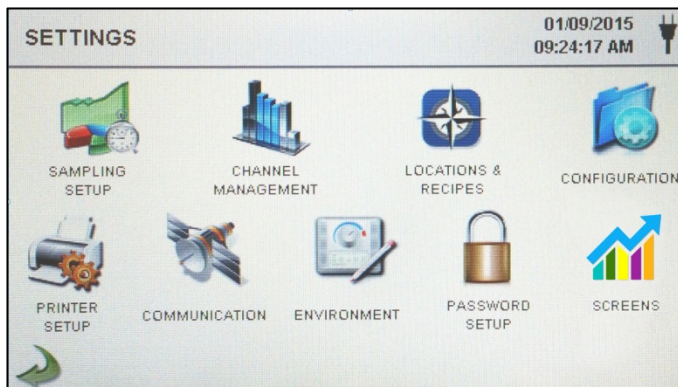 SETTINGS
01/09/2015
09:24:17 AM
SAMPLING
SETUP
CHANNEL
MANAGEMENT
LOCATIONS &
RECIPES
CONFIGURATION
PRINTER
SETUP
COMMUNICATION
ENVIRONMENT
PASSWORD
SETUP
SCREENS